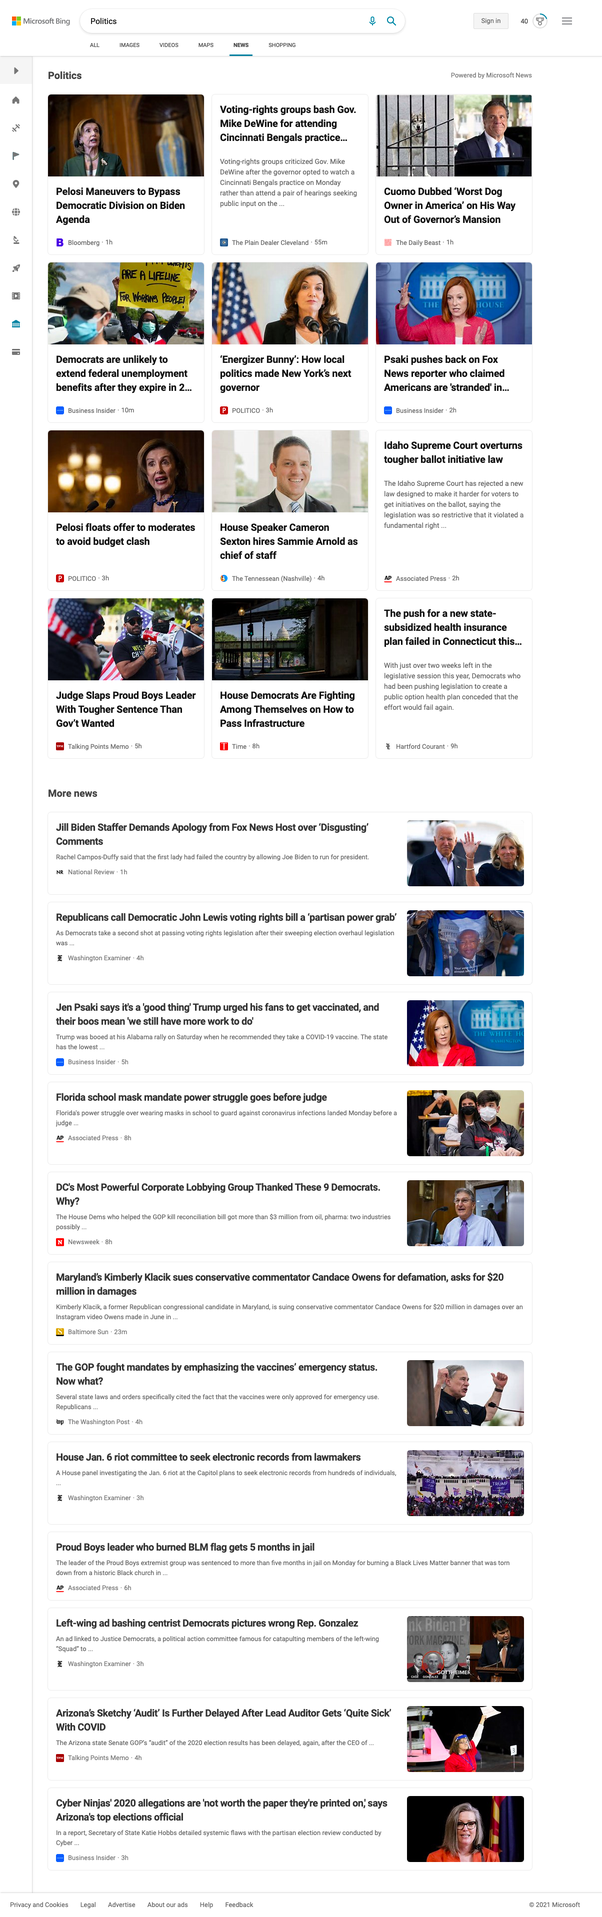 Microsoft Bing
Politics
Sign in
40
ALL
IMAGES
VIDEOS
MAPS
NEWS
SHOPPING
Politics
Powered by Microsoft News
Pelosi Maneuvers to Bypass
Democratic Division on Biden
Agenda
Bloomberg · 1h
Voting-rights groups bash Gov.
Mike DeWine for attending
Cincinnati Bengals practice...
Voting-rights groups criticized Gov. Mike
DeWine after the governor opted to watch a
Cincinnati Bengals practice on Monday
rather than attend a pair of hearings seeking
public input on the ...
The Plain Dealer Cleveland · 55m
Cuomo Dubbed ‘Worst Dog
Owner in America’ on His Way
Out of Governor’s Mansion
The Daily Beast · 1h
ARE A LIFELINE
FOR WORKING PEOPLE!
Democrats are unlikely to
extend federal unemployment
benefits after they expire in 2...
Business Insider · 10m
‘Energizer Bunny’: How local
politics made New York’s next
governor
POLITICO · 3h
Psaki pushes back on Fox
News reporter who claimed
Americans are 'stranded' in...
Business Insider · 2h
Pelosi floats offer to moderates
to avoid budget clash
POLITICO · 3h
House Speaker Cameron
Sexton hires Sammie Arnold as
chief of staff
The Tennessean (Nashville) · 4h
Idaho Supreme Court overturns
tougher ballot initiative law
The Idaho Supreme Court has rejected a new
law designed to make it harder for voters to
get initiatives on the ballot, saying the
legislation was so restrictive that it violated a
fundamental right ...
AP Associated Press · 2h
Judge Slaps Proud Boys Leader
With Tougher Sentence Than
Gov’t Wanted
Talking Points Memo · 5h
House Democrats Are Fighting
Among Themselves on How to
Pass Infrastructure
Time · 8h
The push for a new state-
subsidized health insurance
plan failed in Connecticut this...
With just over two weeks left in the
legislative session this year, Democrats who
had been pushing legislation to create a
public option health plan conceded that the
effort would fail again.
Hartford Courant · 9h
More news
Jill Biden Staffer Demands Apology from Fox News Host over ‘Disgusting’
Comments
Rachel Campos-Duffy said that the first lady had failed the country by allowing Joe Biden to run for president.
NR National Review · 1h
Republicans call Democratic John Lewis voting rights bill a ‘partisan power grab’
As Democrats take a second shot at passing voting rights legislation after their sweeping election overhaul legislation
was ...
Washington Examiner · 4h
Jen Psaki says it's a 'good thing' Trump urged his fans to get vaccinated, and
their boos mean 'we still have more work to do'
Trump was booed at his Alabama rally on Saturday when he recommended they take a COVID-19 vaccine. The state
has the lowest ...
Business Insider · 5h
Florida school mask mandate power struggle goes before judge
Florida's power struggle over wearing masks in school to guard against coronavirus infections landed Monday before a
judge ...
AP Associated Press · 8h
DC's Most Powerful Corporate Lobbying Group Thanked These 9 Democrats.
Why?
The House Dems who helped the GOP kill reconciliation bill got more than $3 million from oil, pharma: two industries
possibly ...
N Newsweek · 8h
Maryland’s Kimberly Klacik sues conservative commentator Candace Owens for defamation, asks for $20
million in damages
Kimberly Klacik, a former Republican congressional candidate in Maryland, is suing conservative commentator Candace Owens for $20 million in damages over an
Instagram video Owens made in June in ...
Baltimore Sun · 23m
The GOP fought mandates by emphasizing the vaccines’ emergency status.
Now what?
Several state laws and orders specifically cited the fact that the vaccines were only approved for emergency use.
Republicans ...
wp The Washington Post · 4h
House Jan. 6 riot committee to seek electronic records from lawmakers
A House panel investigating the Jan. 6 riot at the Capitol plans to seek electronic records from hundreds of individuals,
...
Washington Examiner · 3h
Proud Boys leader who burned BLM flag gets 5 months in jail
The leader of the Proud Boys extremist group was sentenced to more than five months in jail on Monday for burning a Black Lives Matter banner that was torn
down from a historic Black church in ...
AP Associated Press · 6h
Left-wing ad bashing centrist Democrats pictures wrong Rep. Gonzalez
An ad linked to Justice Democrats, a political action committee famous for catapulting members of the left-wing
"Squad" to ...
Washington Examiner · 3h
Arizona’s Sketchy ‘Audit’ Is Further Delayed After Lead Auditor Gets ‘Quite Sick’
With COVID
The Arizona state Senate GOP’s “audit” of the 2020 election results has been delayed, again, after the CEO of ...
Talking Points Memo · 4h
Cyber Ninjas' 2020 allegations are 'not worth the paper they're printed on,' says
Arizona's top elections official
In a report, Secretary of State Katie Hobbs detailed systemic flaws with the partisan election review conducted by
Cyber ...
Business Insider · 3h
Privacy and Cookies
Legal
Advertise
About our ads
Help
Feedback
© 2021 Microsoft